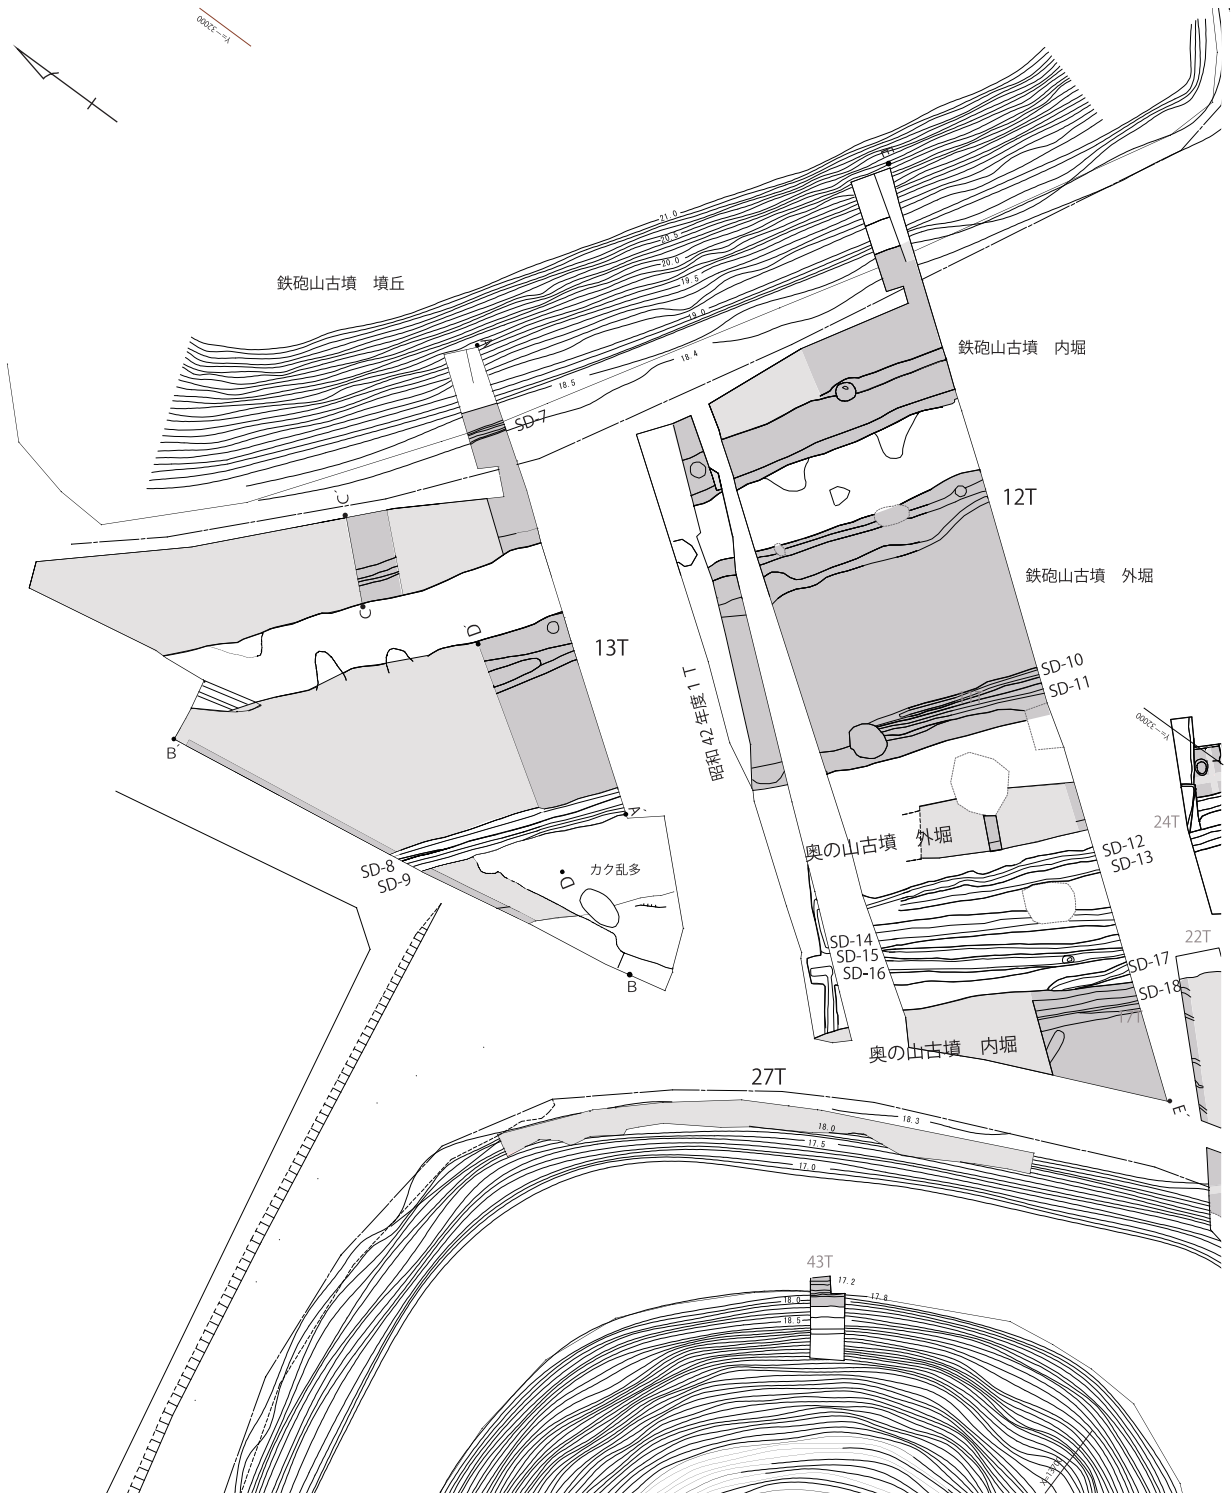 Y=-32000
E
21.0
20.5
20.0
19.5
19.0
18.4
18.5
鉄砲山古墳 墳丘
A
SD-7
鉄砲山古墳 内堀
12T
C'
C
鉄砲山古墳 外堀
D'
13T
SD-10
SD-11
昭和42年度1T
B'
Y=-32000
A'
24T
奥の山古墳 外堀
SD-12
SD-13
SD-8
SD-9
カク乱多
D
SD-14
SD-15
SD-16
22T
SD-17
SD-18
17T
B
奥の山古墳 内堀
27T
E'
18.3
18.0
17.5
17.0
43T
17.2
17.8
18.0
18.5